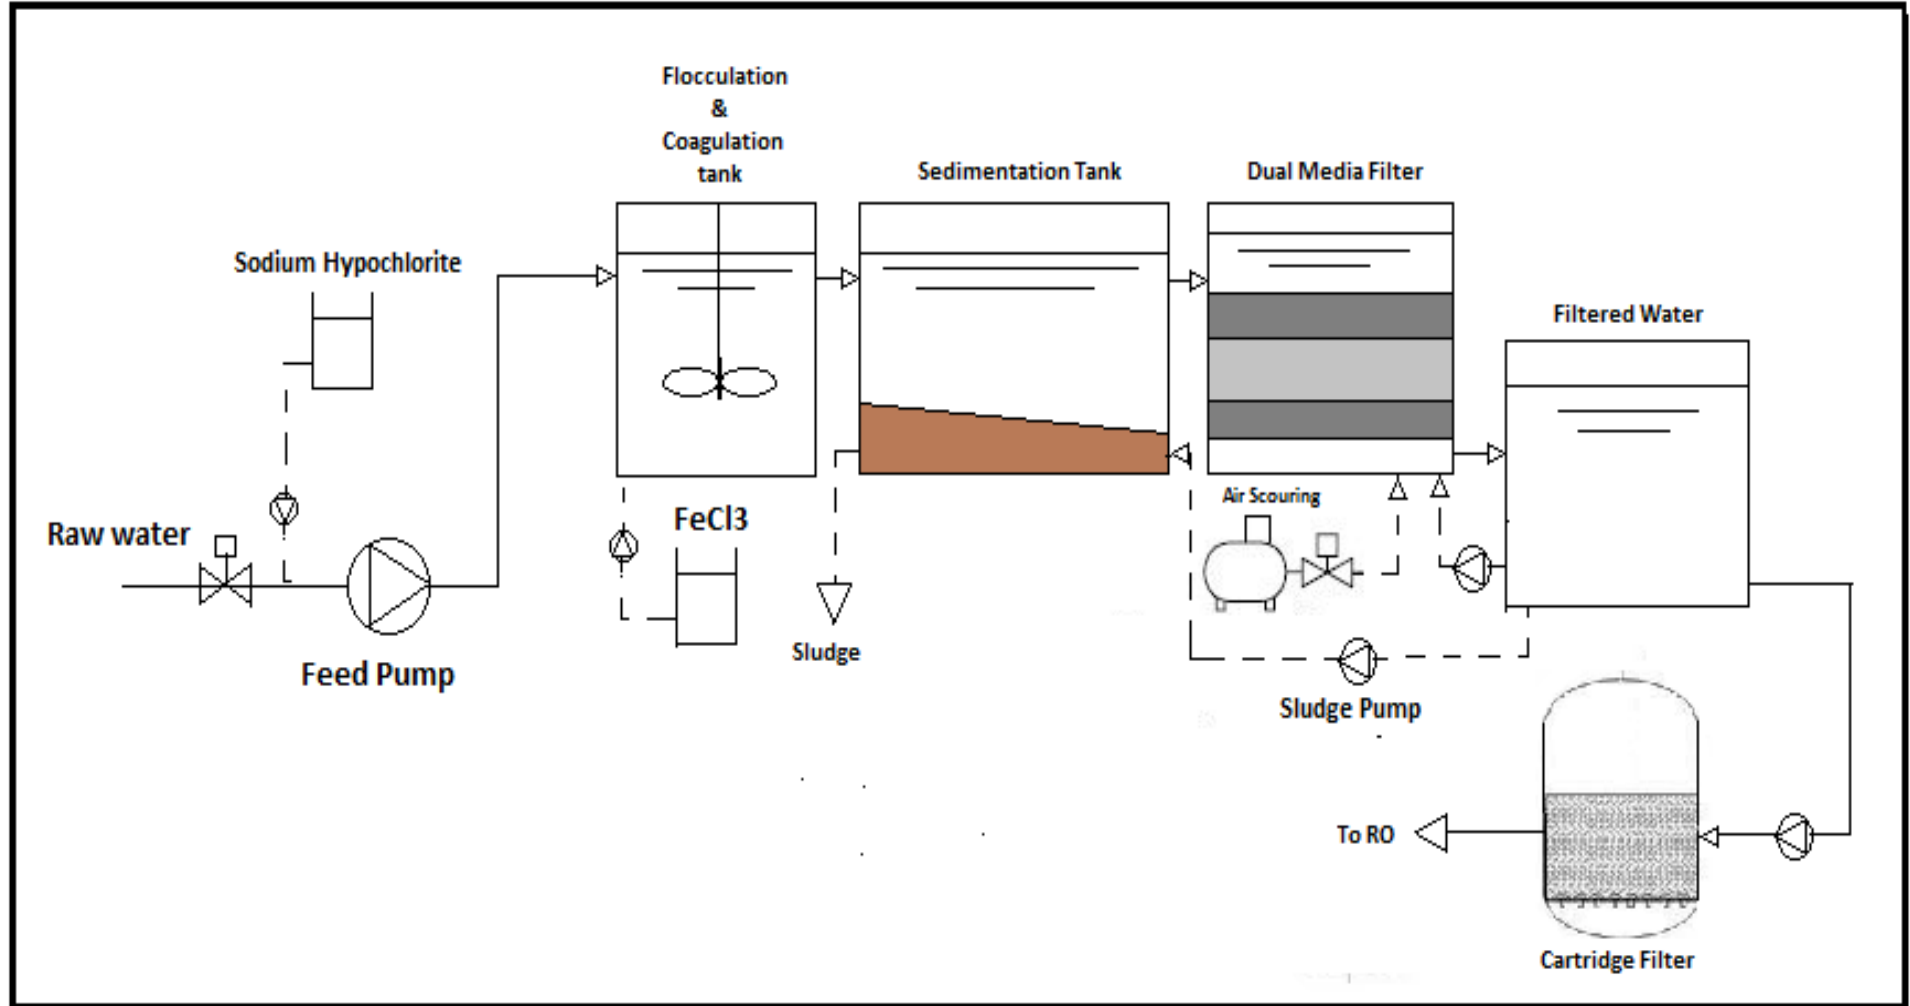 Flocculation
&
Coagulation
tank
Sedimentation Tank
Dual Media Filter
Sodium Hypochlorite
Filtered Water
Air Scouring
FeCl3
Raw water
Sludge
Feed Pump
Sludge Pump
To RO
Cartridge Filter